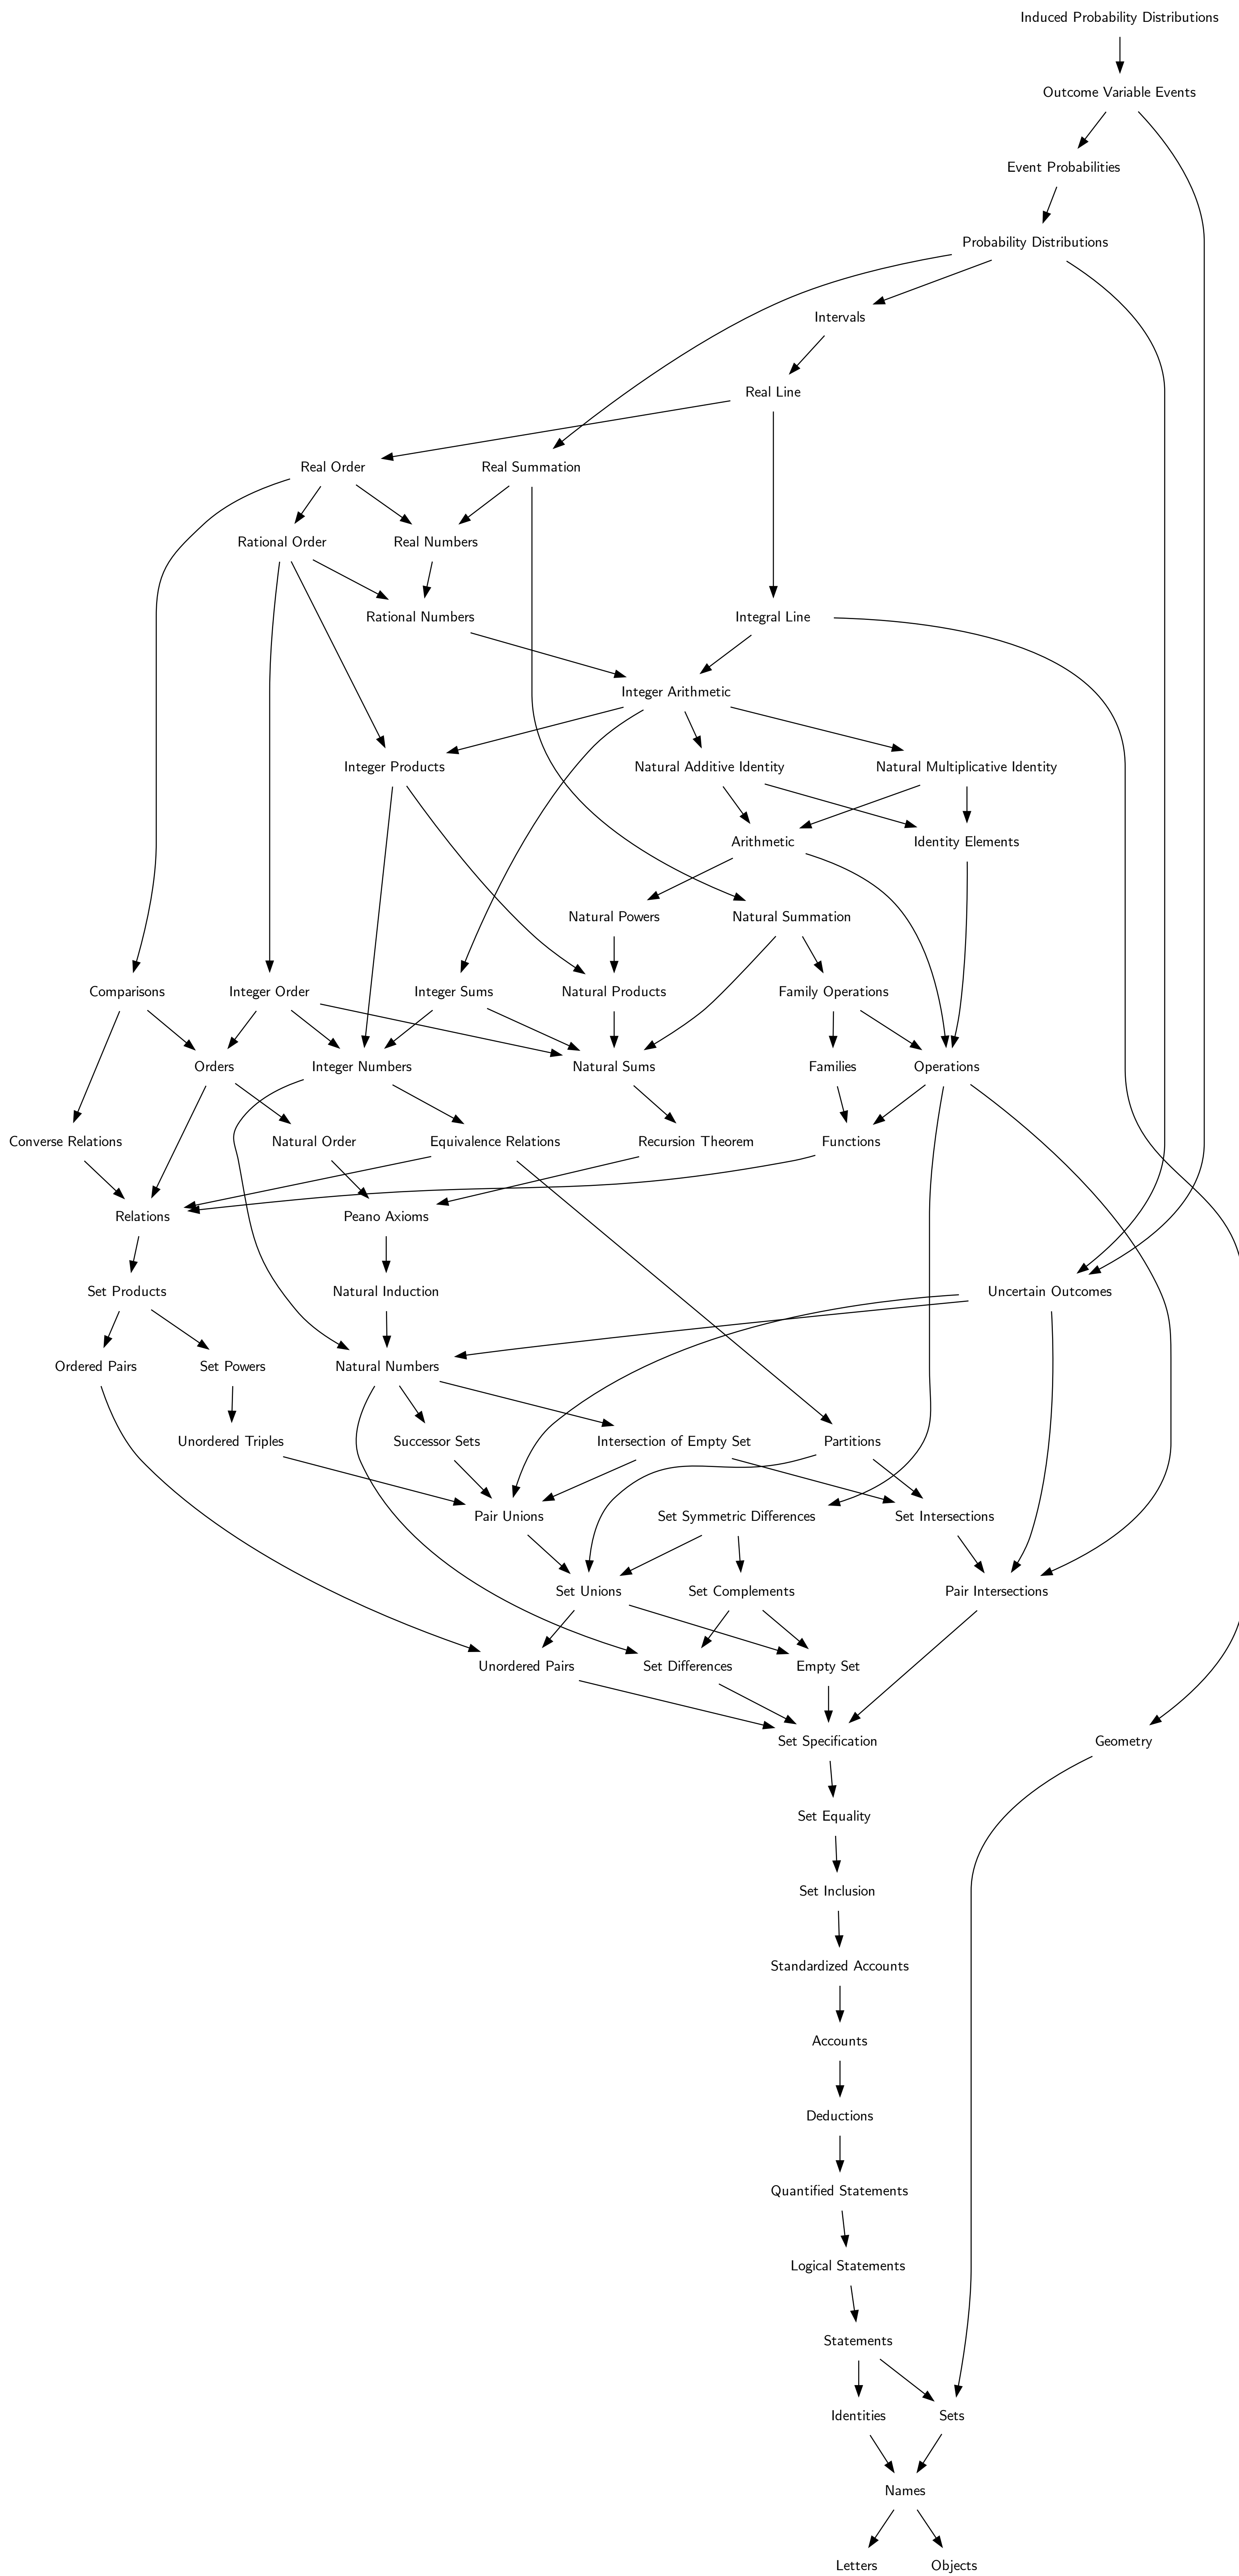 Induced Probability Distributions
Outcome Variable Events
Event Probabilities
Probability Distributions
Intervals
Real Line
Real Order
Real Summation
Rational Order
Real Numbers
Rational Numbers
Integral Line
Integer Arithmetic
Integer Products
Natural Additive Identity
Natural Multiplicative Identity
Arithmetic
Identity Elements
Natural Powers
Natural Summation
Comparisons
Integer Order
Integer Sums
Natural Products
Family Operations
Orders
Integer Numbers
Natural Sums
Families
Operations
Converse Relations
Natural Order
Equivalence Relations
Recursion Theorem
Functions
Relations
Peano Axioms
Set Products
Natural Induction
Uncertain Outcomes
Ordered Pairs
Set Powers
Natural Numbers
Unordered Triples
Successor Sets
Intersection of Empty Set
Partitions
Pair Unions
Set Symmetric Differences
Set Intersections
Set Unions
Set Complements
Pair Intersections
Unordered Pairs
Set Differences
Empty Set
Set Specification
Geometry
Set Equality
Set Inclusion
Standardized Accounts
Accounts
Deductions
Quantified Statements
Logical Statements
Statements
Identities
Sets
Names
Letters
Objects